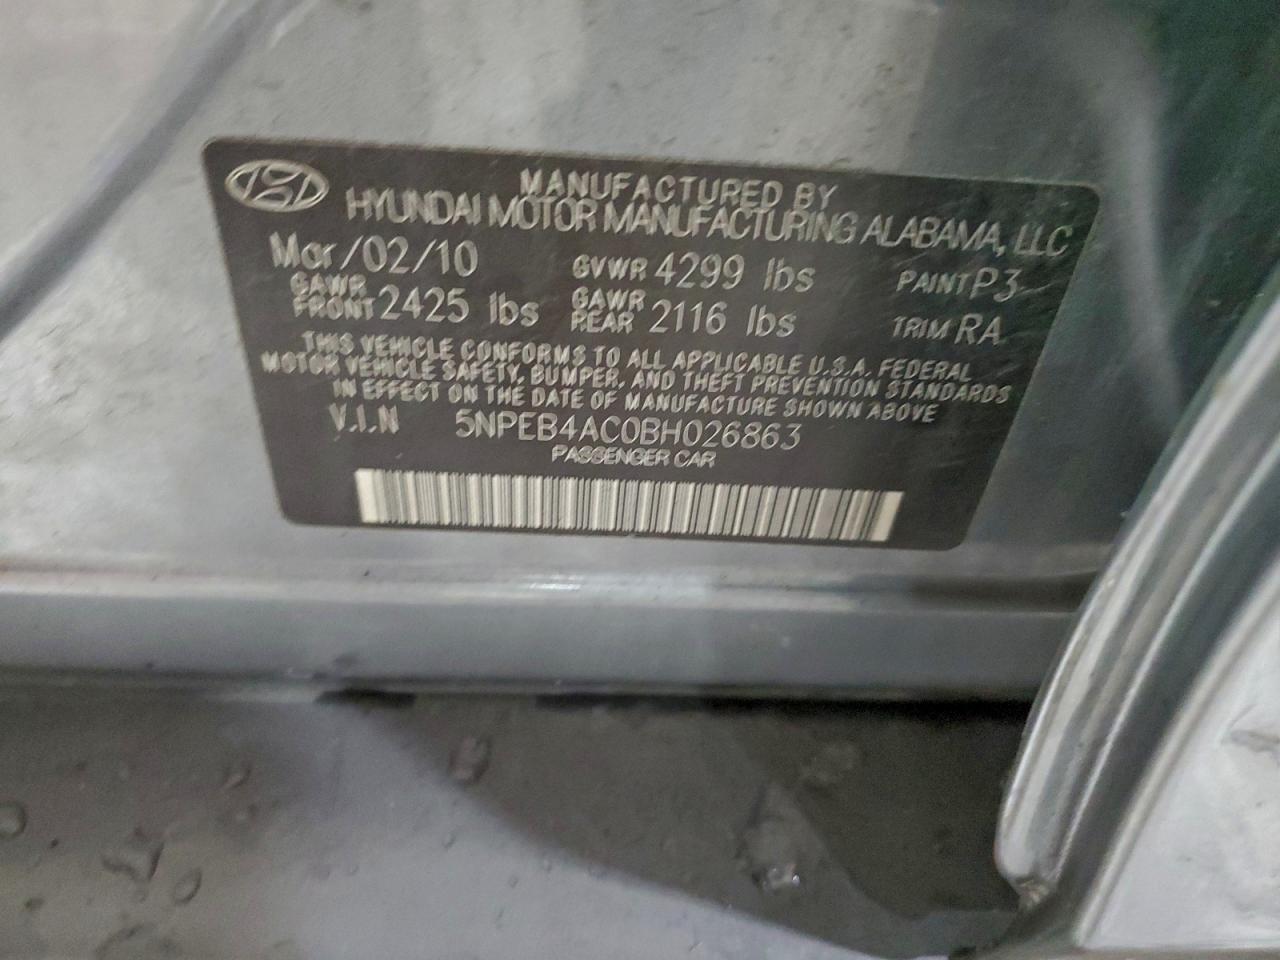 MANUFACTURED BY
HYUNDAI MOTOR MANUFACTURING ALABAMA, LLC
Mar/02/10 GVWR 4299 lbs PAINT P3
GAWR FRONT 2425 lbs GAWR REAR 2116 lbs TRIM RA
THIS VEHICLE CONFORMS TO ALL APPLICABLE U.S.A. FEDERAL
MOTOR VEHICLE SAFETY, BUMPER, AND THEFT PREVENTION STANDARDS
IN EFFECT ON THE DATE OF MANUFACTURE SHOWN ABOVE
V.I.N 5NPEB4AC0BH026863
PASSENGER CAR